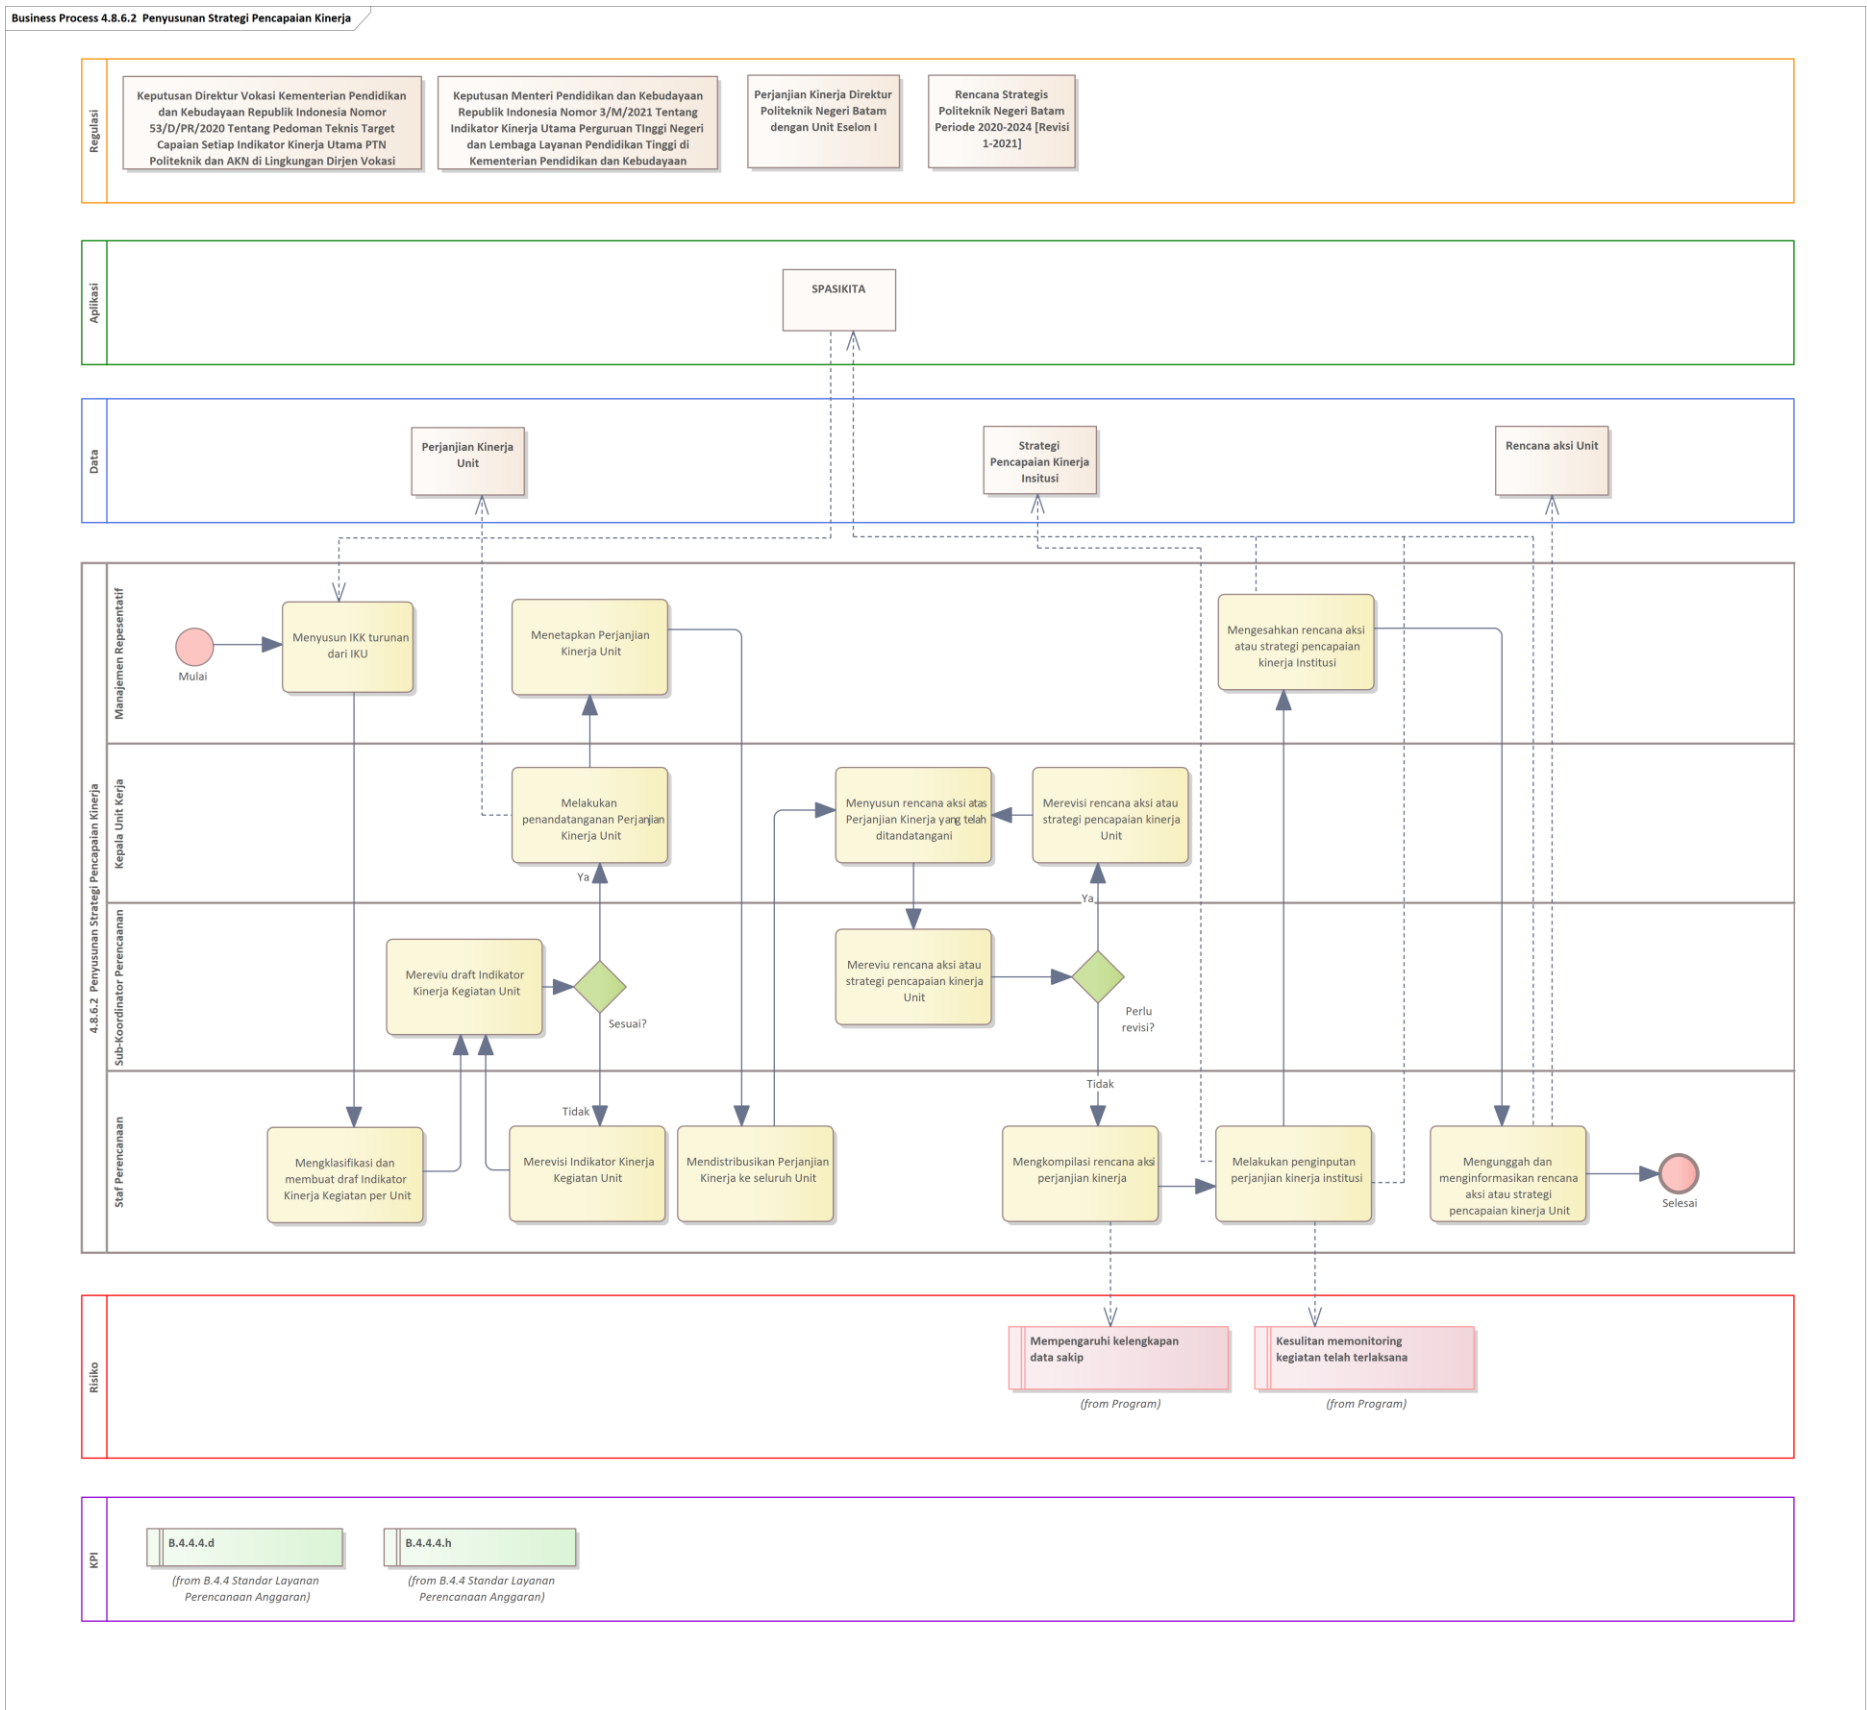 Business Process 4.8.6.2 Penyusunan Strategi Pencapaian Kinerja
Regulasi
Keputusan Direktur Vokasi Kementerian Pendidikan
dan Kebudayaan Republik Indonesia Nomor
53/D/PR/2020 Tentang Pedoman Teknis Target
Capaian Setiap Indikator Kinerja Utama PTN
Politeknik dan AKN di Lingkungan Dirjen Vokasi
Keputusan Menteri Pendidikan dan Kebudayaan
Republik Indonesia Nomor 3/M/2021 Tentang
Indikator Kinerja Utama Perguruan TInggi Negeri
dan Lembaga Layanan Pendidikan Tinggi di
Kementerian Pendidikan dan Kebudayaan
Perjanjian Kinerja Direktur
Politeknik Negeri Batam
dengan Unit Eselon I
Rencana Strategis
Politeknik Negeri Batam
Periode 2020-2024 [Revisi
1-2021]
Aplikasi
SPASIKITA
Data
Perjanjian Kinerja
Unit
Strategi
Pencapaian Kinerja
Insitusi
Rencana aksi Unit
4.8.6.2 Penyusunan Strategi Pencapaian Kinerja
Manajemen Repesentatif
Mulai
Menyusun IKK turunan
dari IKU
Menetapkan Perjanjian
Kinerja Unit
Mengesahkan rencana aksi
atau strategi pencapaian
kinerja Institusi
Kepala Unit Kerja
Melakukan
penandatanganan Perjanjian
Kinerja Unit
Menyusun rencana aksi atas
Perjanjian Kinerja yang telah
ditandatangani
Merevisi rencana aksi atau
strategi pencapaian kinerja
Unit
Ya
Ya
Sub-Koordinator Perencanaan
Mereviu draft Indikator
Kinerja Kegiatan Unit
Sesuai?
Mereviu rencana aksi atau
strategi pencapaian kinerja
Unit
Perlu
revisi?
Tidak
Tidak
Staf Perencanaan
Mengklasifikasi dan
membuat draf Indikator
Kinerja Kegiatan per Unit
Merevisi Indikator Kinerja
Kegiatan Unit
Mendistribusikan Perjanjian
Kinerja ke seluruh Unit
Mengkompilasi rencana aksi
perjanjian kinerja
Melakukan penginputan
perjanjian kinerja institusi
Mengunggah dan
menginformasikan rencana
aksi atau strategi
pencapaian kinerja Unit
Selesai
Risiko
Mempengaruhi kelengkapan
data sakip
(from Program)
Kesulitan memonitoring
kegiatan telah terlaksana
(from Program)
KPI
B.4.4.4.d
(from B.4.4 Standar Layanan
Perencanaan Anggaran)
B.4.4.4.h
(from B.4.4 Standar Layanan
Perencanaan Anggaran)